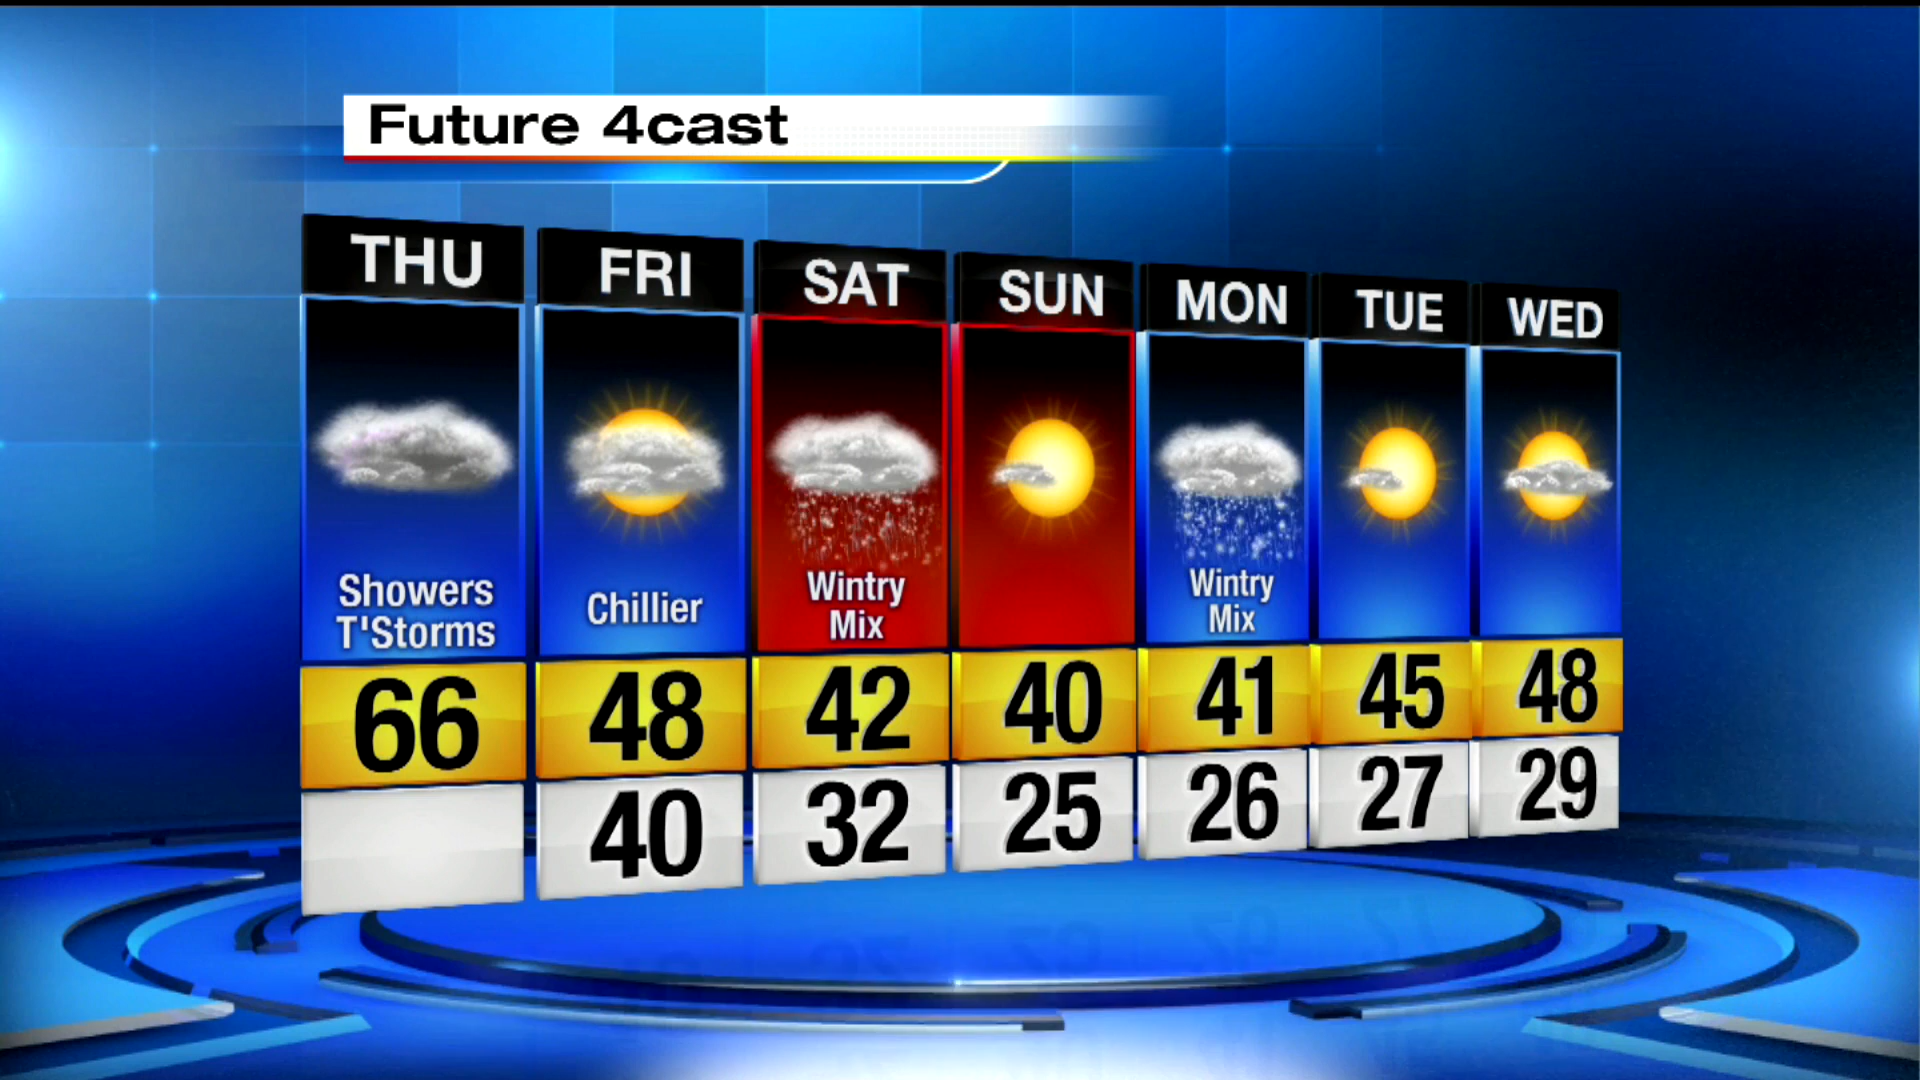 Future 4cast
THU
FRI
SAT
SUN
MON
TUE
WED
Showers
T'Storms
Chillier
Wintry
Mix
Wintry
Mix
66
48
42
40
41
45
48
40
32
25
26
27
29